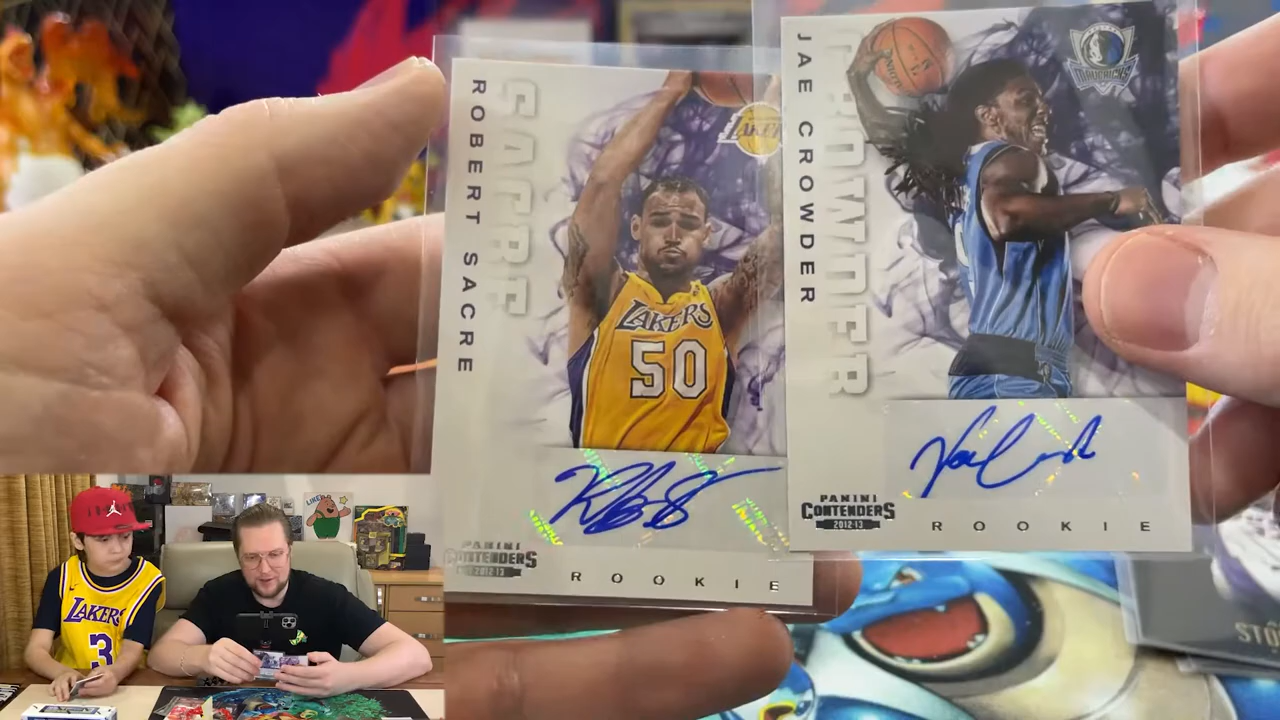 ROBERT SACRE
SACRE
LAKERS
50
PANINI
CONTENDERS
2012-13
ROOKIE
JAE CROWDER
CROWDER
MAVERICKS
PANINI
CONTENDERS
2012-13
ROOKIE
LAKERS
3
LIKE